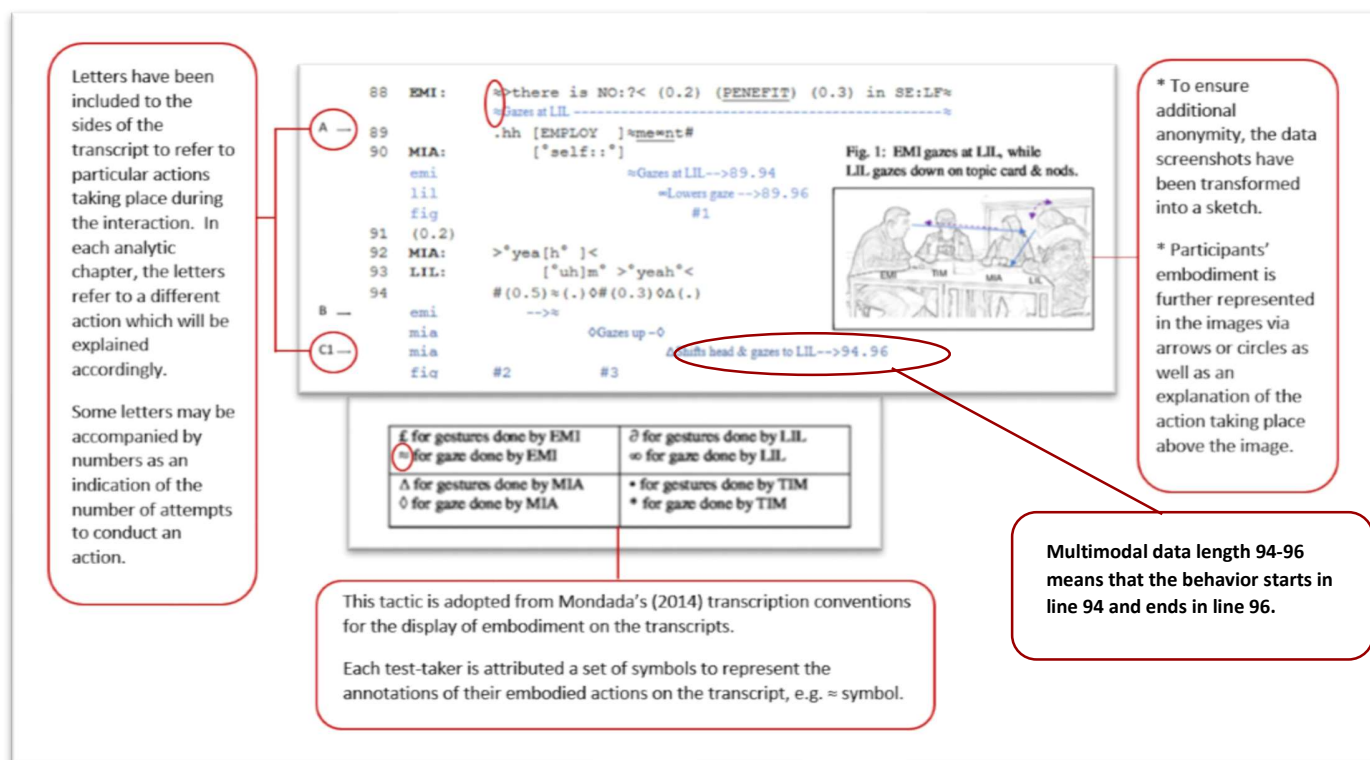 Letters have been
included to the
sides of the
transcript to refer to
particular actions
taking place during
the interaction. In
each analytic
chapter, the letters
refer to a different
action which will be
explained
accordingly.
Some letters may be
accompanied by
numbers as an
indication of the
number of attempts
to conduct an
action.
88 EMI: ≈>there is NO:?< (0.2) (PENEFIT) (0.3) in SE:LF≈
≈Gazes at LIL ---------------------------------------------------≈
A → 89 .hh [EMPLOY ]≈me∞nt#
90 MIA: [°self::°]
emi ≈Gazes at LIL-->89.94
lil ∞Lowers gaze -->89.96
fig #1
91 (0.2)
92 MIA: >°yea[h° ]<
93 LIL: [°uh]m° >°yeah°<
94 #(0.5)≈(.)◊#(0.3)◊Δ(.)
B → emi -->≈
mia ◊Gazes up -◊
C1 → mia ΔShifts head & gazes to LIL-->94.96
fig #2 #3
Fig. 1: EMI gazes at LIL, while
LIL gazes down on topic card & nods.
EMI TIM MIA LIL
* To ensure
additional
anonymity, the data
screenshots have
been transformed
into a sketch.
* Participants'
embodiment is
further represented
in the images via
arrows or circles as
well as an
explanation of the
action taking place
above the image.
£ for gestures done by EMI ∂ for gestures done by LIL
≈ for gaze done by EMI ∞ for gaze done by LIL
Δ for gestures done by MIA • for gestures done by TIM
◊ for gaze done by MIA * for gaze done by TIM
Multimodal data length 94-96
means that the behavior starts in
line 94 and ends in line 96.
This tactic is adopted from Mondada's (2014) transcription conventions
for the display of embodiment on the transcripts.
Each test-taker is attributed a set of symbols to represent the
annotations of their embodied actions on the transcript, e.g. ≈ symbol.